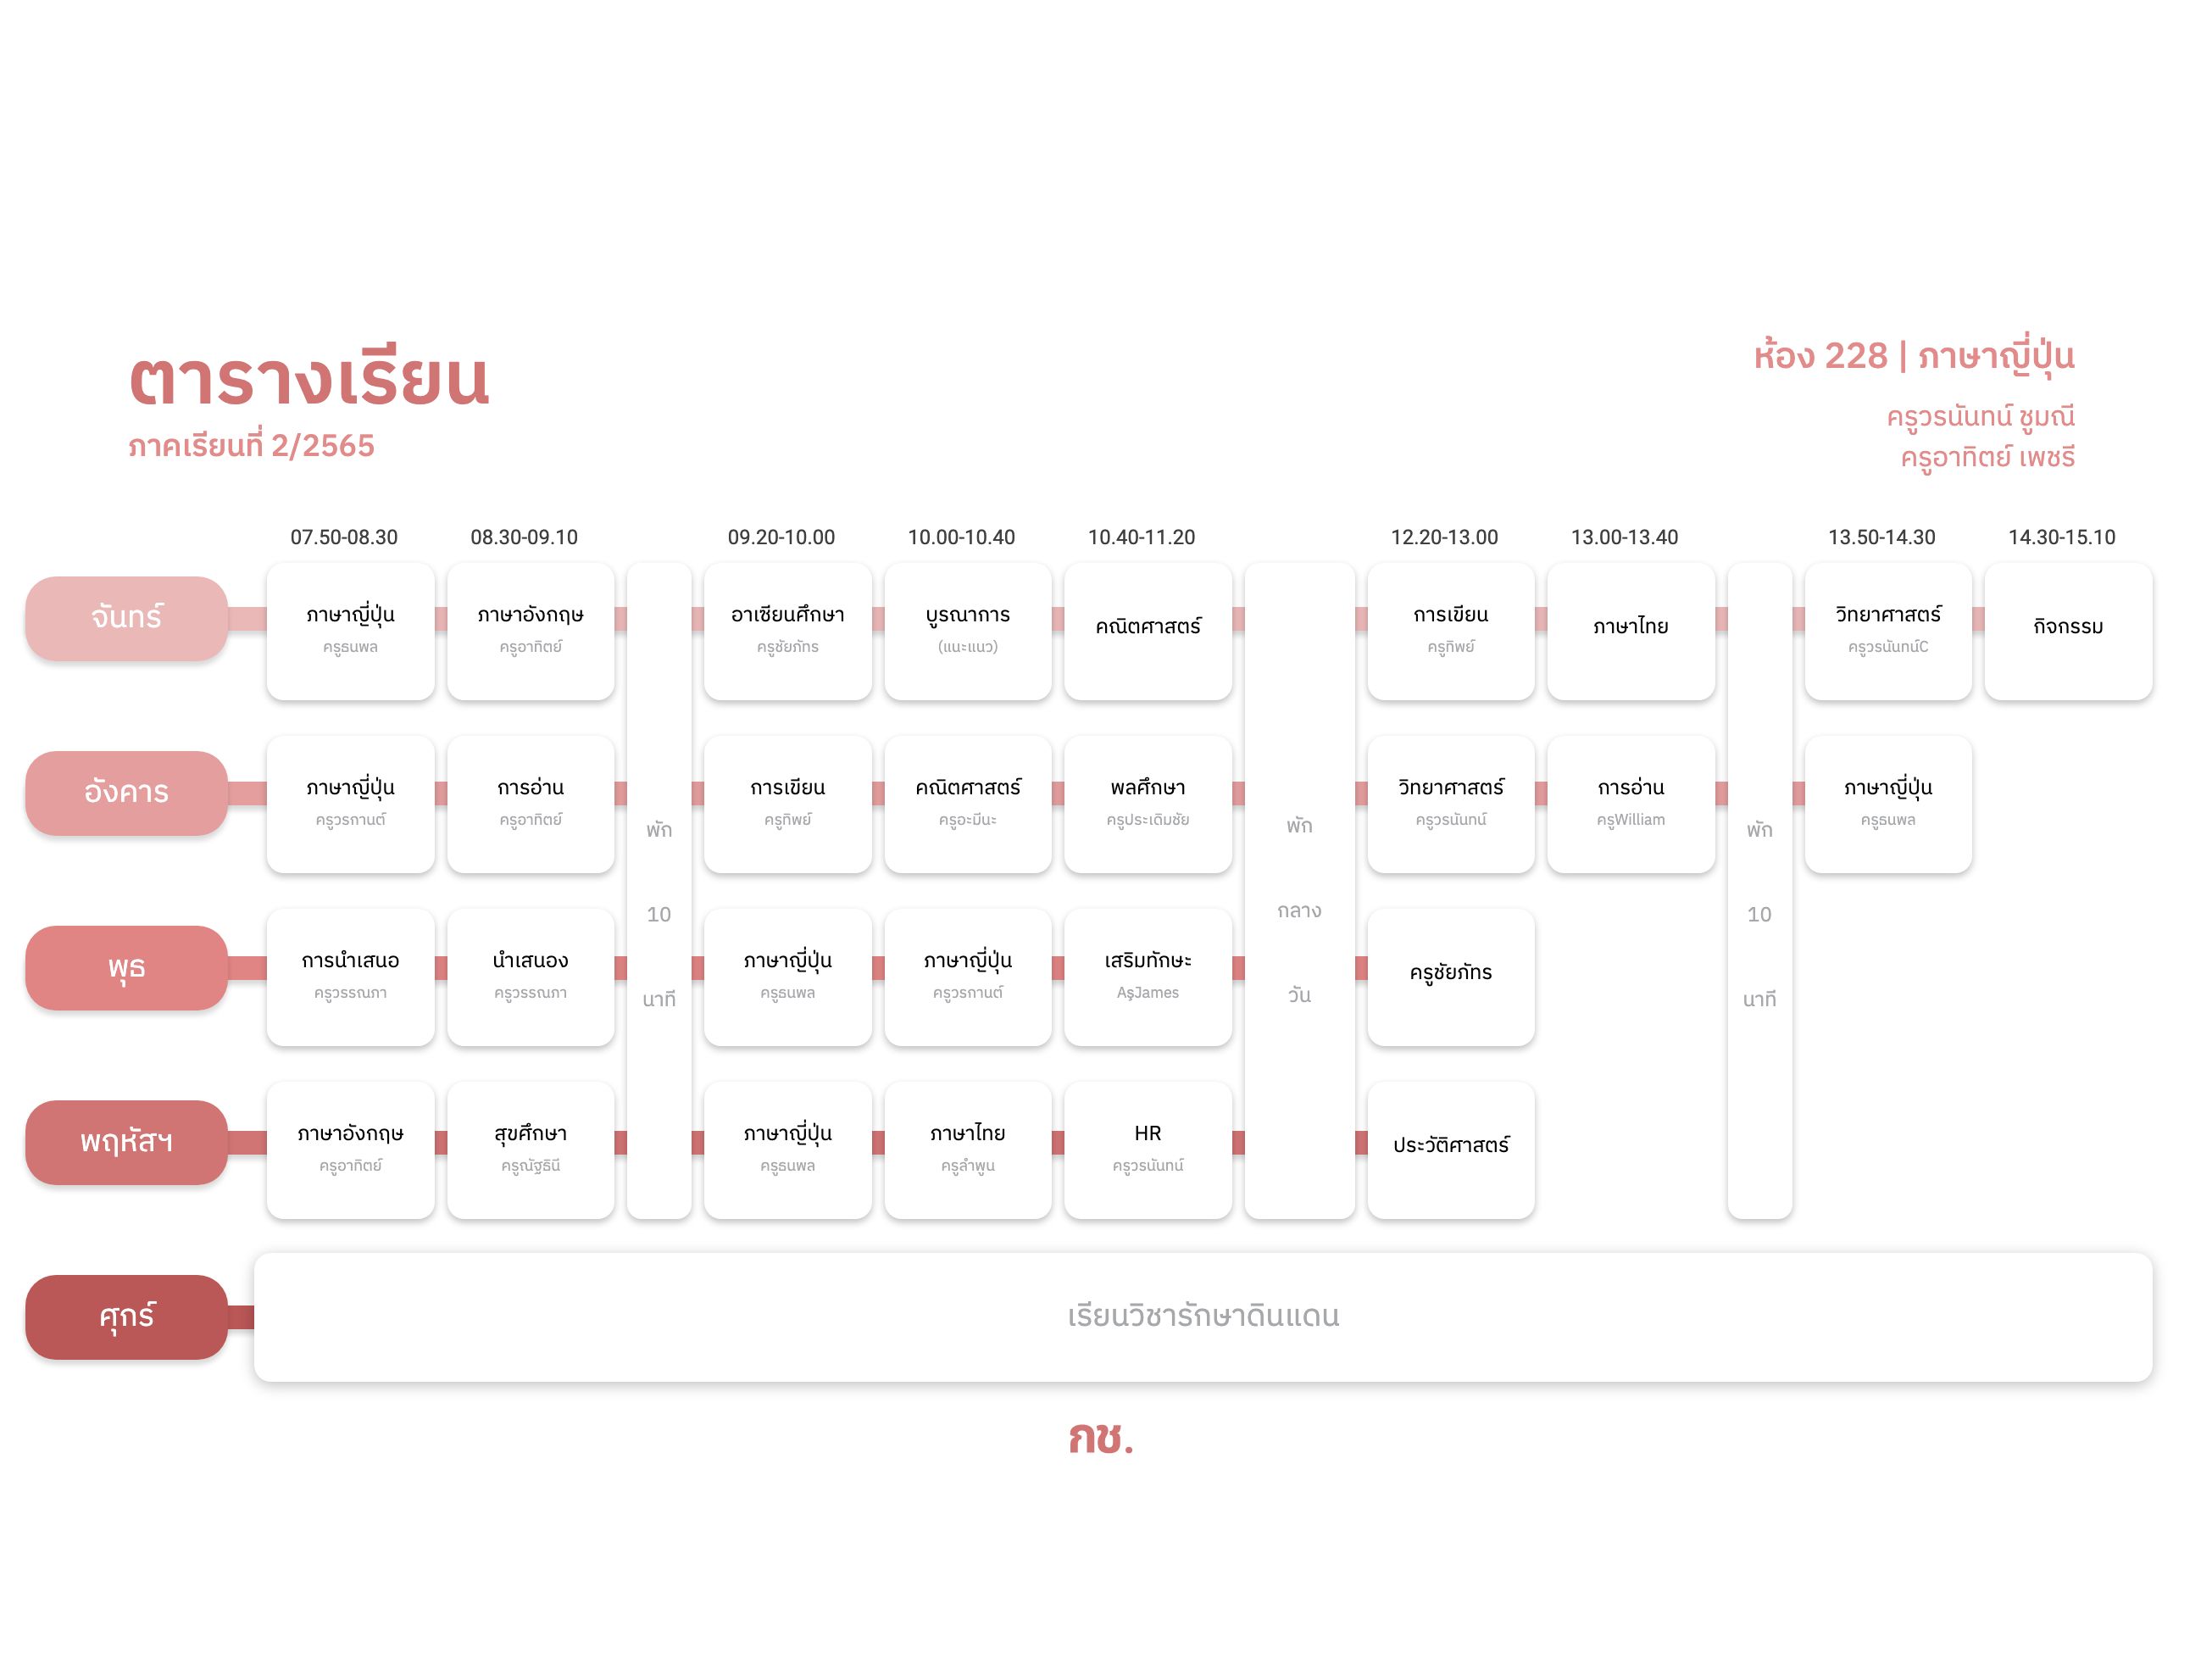 ตารางเรียน
ภาคเรียนที่ 2/2565
ห้อง 228 | ภาษาญี่ปุ่น
ครูวรนันทน์ ชูมณี
ครูอาทิตย์ เพชรี
07.50-08.30 08.30-09.10 09.20-10.00 10.00-10.40 10.40-11.20 12.20-13.00 13.00-13.40 13.50-14.30 14.30-15.10
จันทร์
ภาษาญี่ปุ่น ภาษาอังกฤษ อาเซียนศึกษา บูรณาการ คณิตศาสตร์ การเขียน ภาษาไทย วิทยาศาสตร์ กิจกรรม
ครูธนพล ครูอาทิตย์ ครูชัยภัทร (แนะแนว) ครูทิพย์ ครูวรนันทน์C
อังคาร
ภาษาญี่ปุ่น การอ่าน การเขียน คณิตศาสตร์ พลศึกษา วิทยาศาสตร์ การอ่าน ภาษาญี่ปุ่น
ครูวรกานต์ ครูอาทิตย์ ครูทิพย์ ครูอะมีนะ ครูประเดิมชัย ครูวรนันทน์ ครูWilliam ครูธนพล
พัก
10
นาที
พัก
กลาง
วัน
พัก
10
นาที
พุธ
การนำเสนอ นำเสนอง ภาษาญี่ปุ่น ภาษาญี่ปุ่น เสริมทักษะ ครูชัยภัทร
ครูวรรณภา ครูวรรณภา ครูธนพล ครูวรกานต์ AşJames
พฤหัสฯ
ภาษาอังกฤษ สุขศึกษา ภาษาญี่ปุ่น ภาษาไทย HR ประวัติศาสตร์
ครูอาทิตย์ ครูณัฐธินี ครูธนพล ครูลำพูน ครูวรนันทน์
ศุกร์
เรียนวิชารักษาดินแดน
กช.